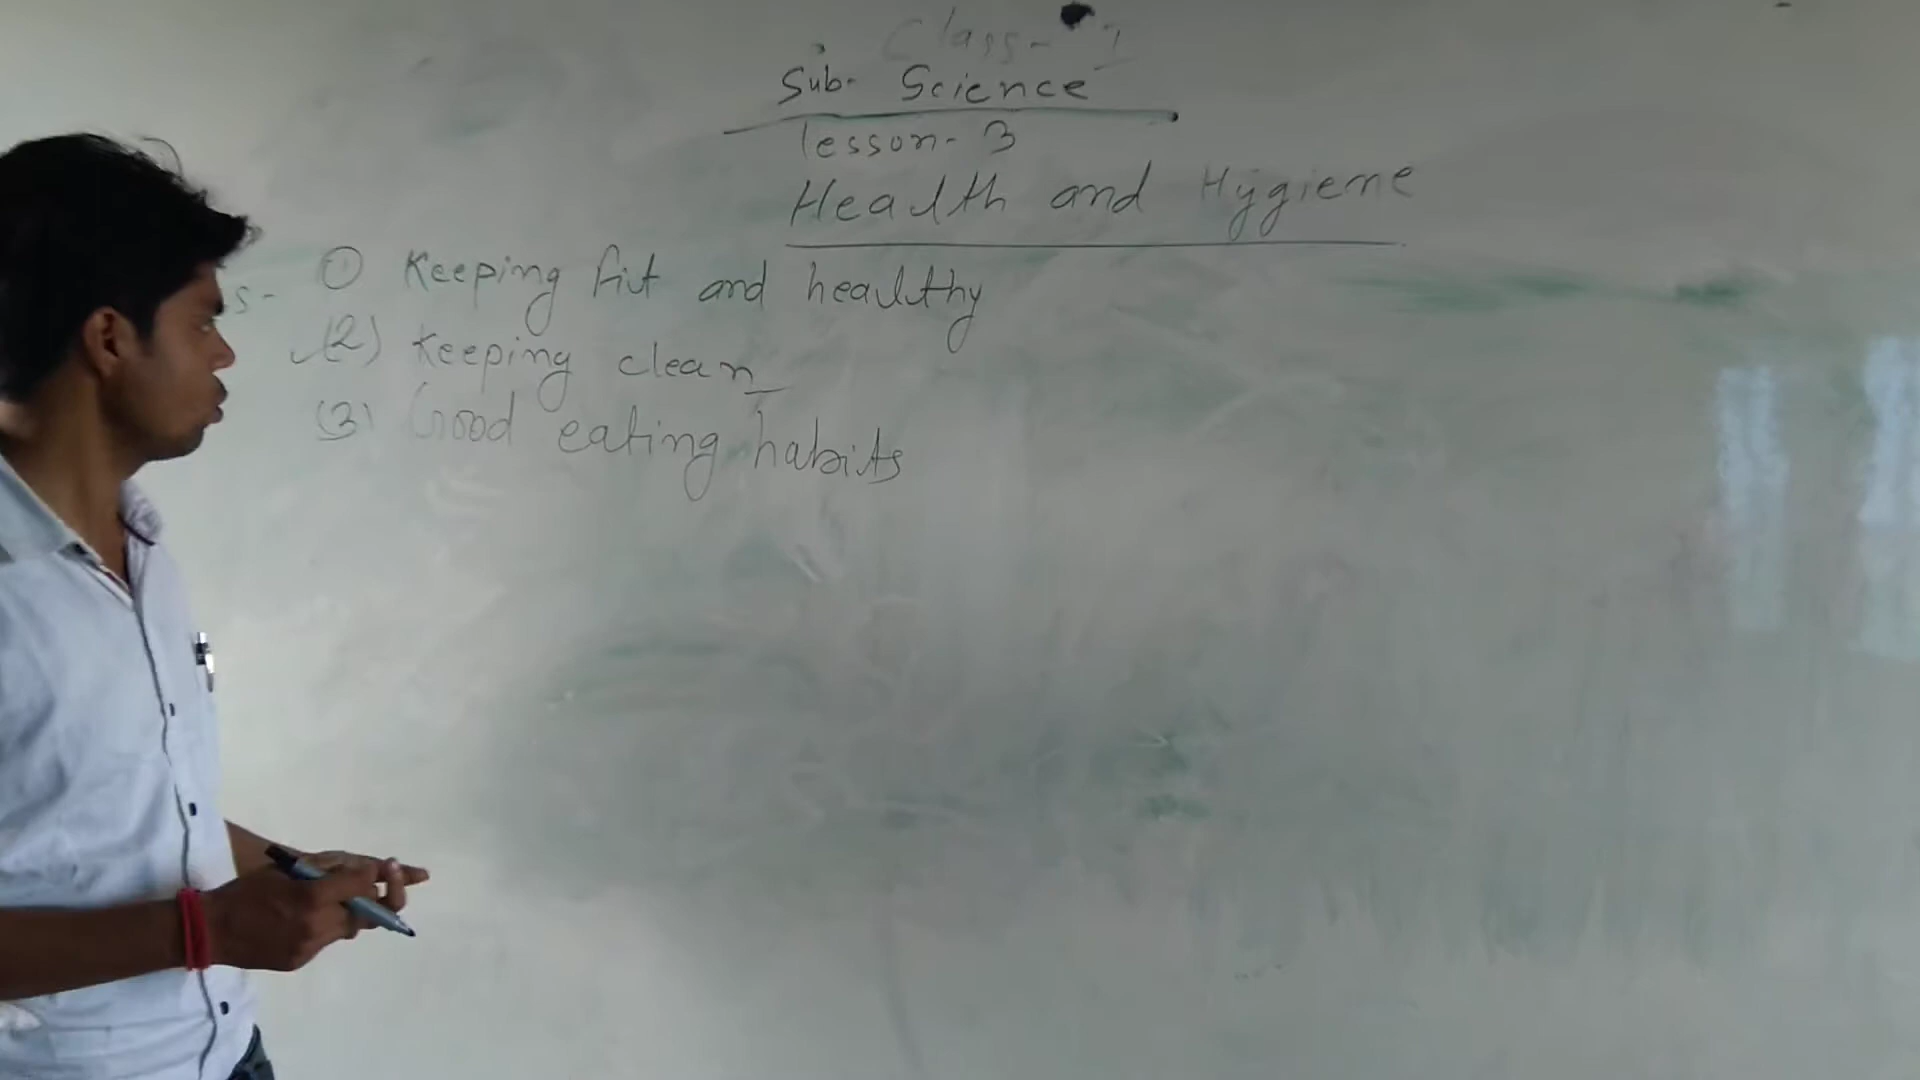 Class- 1
Sub- Science
lesson- 3
Health and Hygiene
① Keeping fit and healthy
(2) Keeping clean
(3) Good eating habits